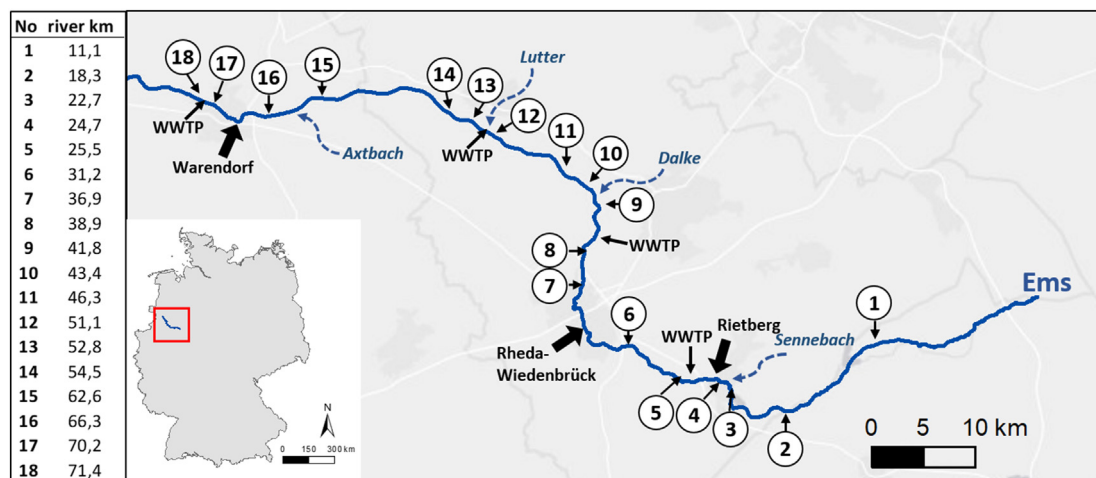 No river km
1 11,1
2 18,3
3 22,7
4 24,7
5 25,5
6 31,2
7 36,9
8 38,9
9 41,8
10 43,4
11 46,3
12 51,1
13 52,8
14 54,5
15 62,6
16 66,3
17 70,2
18 71,4
18
17
16
15
14
13
Lutter
12
11
10
Dalke
9
WWTP
Warendorf
Axtbach
WWTP
8
WWTP
7
Ems
6
WWTP
Rietberg
1
Sennebach
Rheda-
Wiedenbrück
5
4
3
2
N
0 150 300 km
0 5 10 km